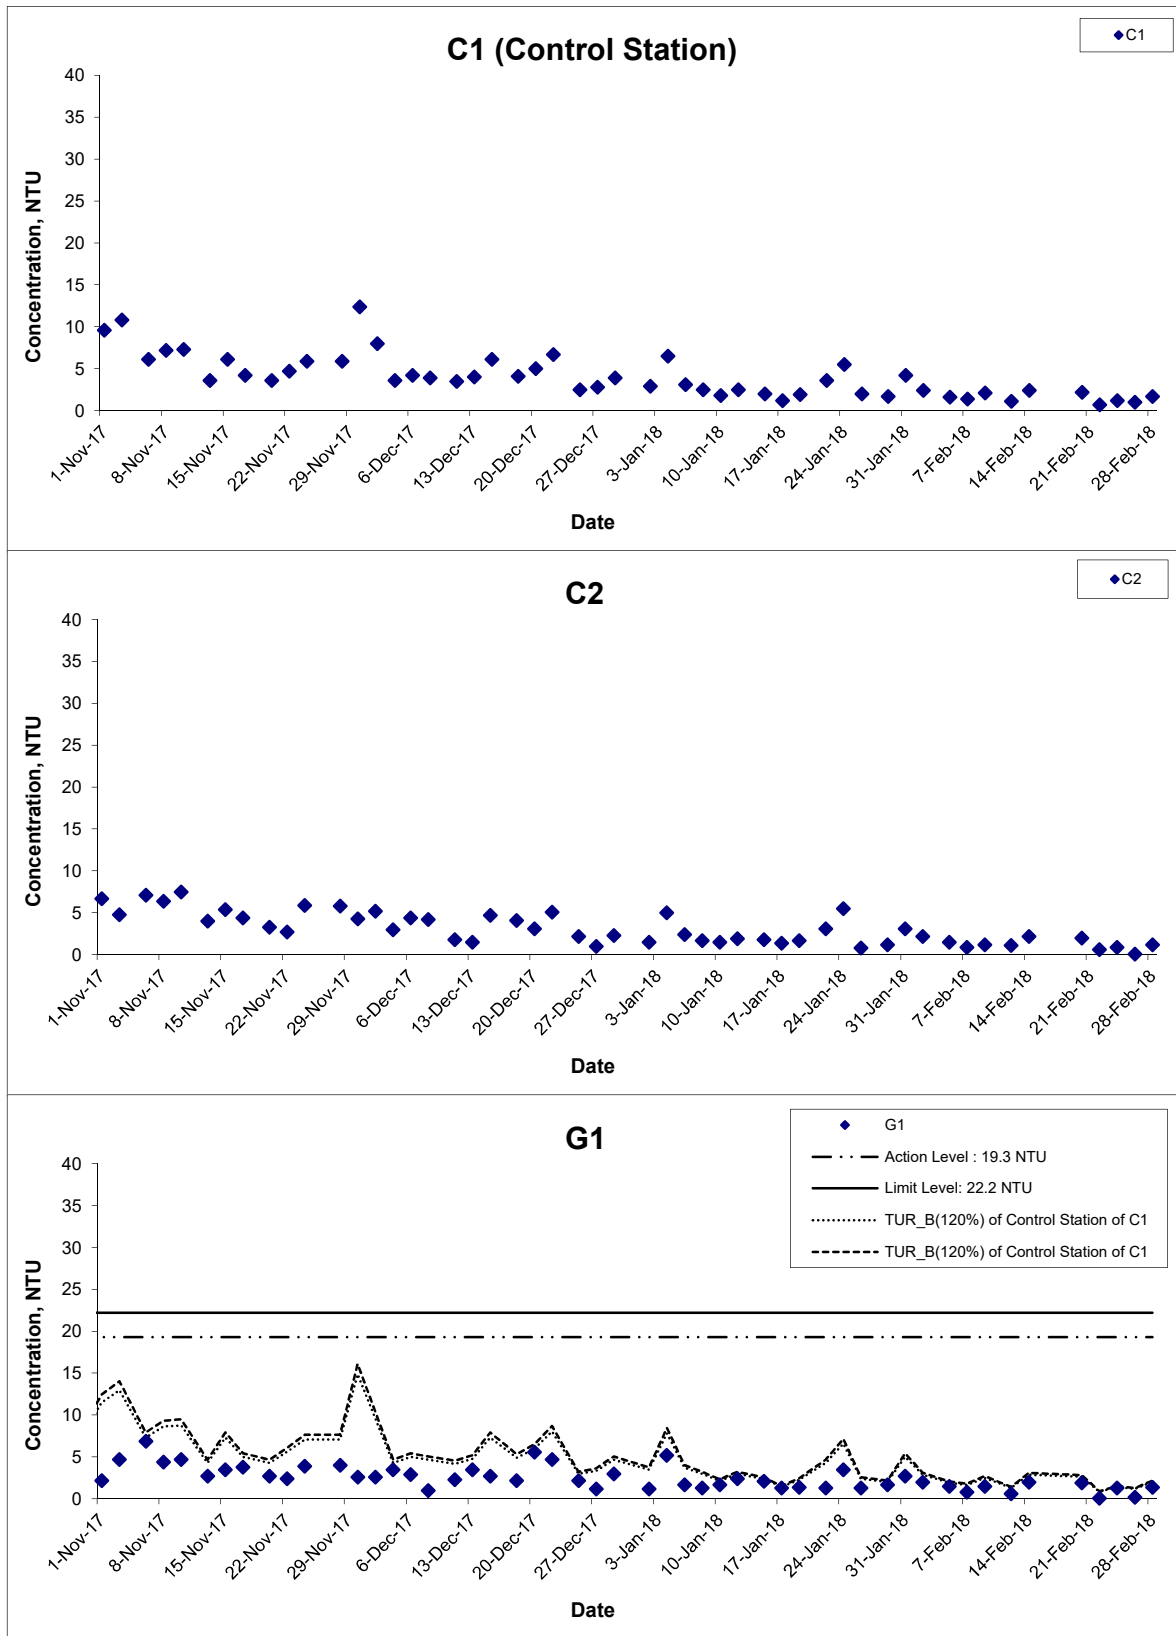 C1 (Control Station)
C1
Concentration, NTU
40
35
30
25
20
15
10
5
0
1-Nov-17
8-Nov-17
15-Nov-17
22-Nov-17
29-Nov-17
6-Dec-17
13-Dec-17
20-Dec-17
27-Dec-17
3-Jan-18
10-Jan-18
17-Jan-18
24-Jan-18
31-Jan-18
7-Feb-18
14-Feb-18
21-Feb-18
28-Feb-18
Date
C2
C2
Concentration, NTU
40
35
30
25
20
15
10
5
0
1-Nov-17
8-Nov-17
15-Nov-17
22-Nov-17
29-Nov-17
6-Dec-17
13-Dec-17
20-Dec-17
27-Dec-17
3-Jan-18
10-Jan-18
17-Jan-18
24-Jan-18
31-Jan-18
7-Feb-18
14-Feb-18
21-Feb-18
28-Feb-18
Date
G1
G1
Action Level : 19.3 NTU
Limit Level: 22.2 NTU
TUR_B(120%) of Control Station of C1
TUR_B(120%) of Control Station of C1
Concentration, NTU
40
35
30
25
20
15
10
5
0
1-Nov-17
8-Nov-17
15-Nov-17
22-Nov-17
29-Nov-17
6-Dec-17
13-Dec-17
20-Dec-17
27-Dec-17
3-Jan-18
10-Jan-18
17-Jan-18
24-Jan-18
31-Jan-18
7-Feb-18
14-Feb-18
21-Feb-18
28-Feb-18
Date